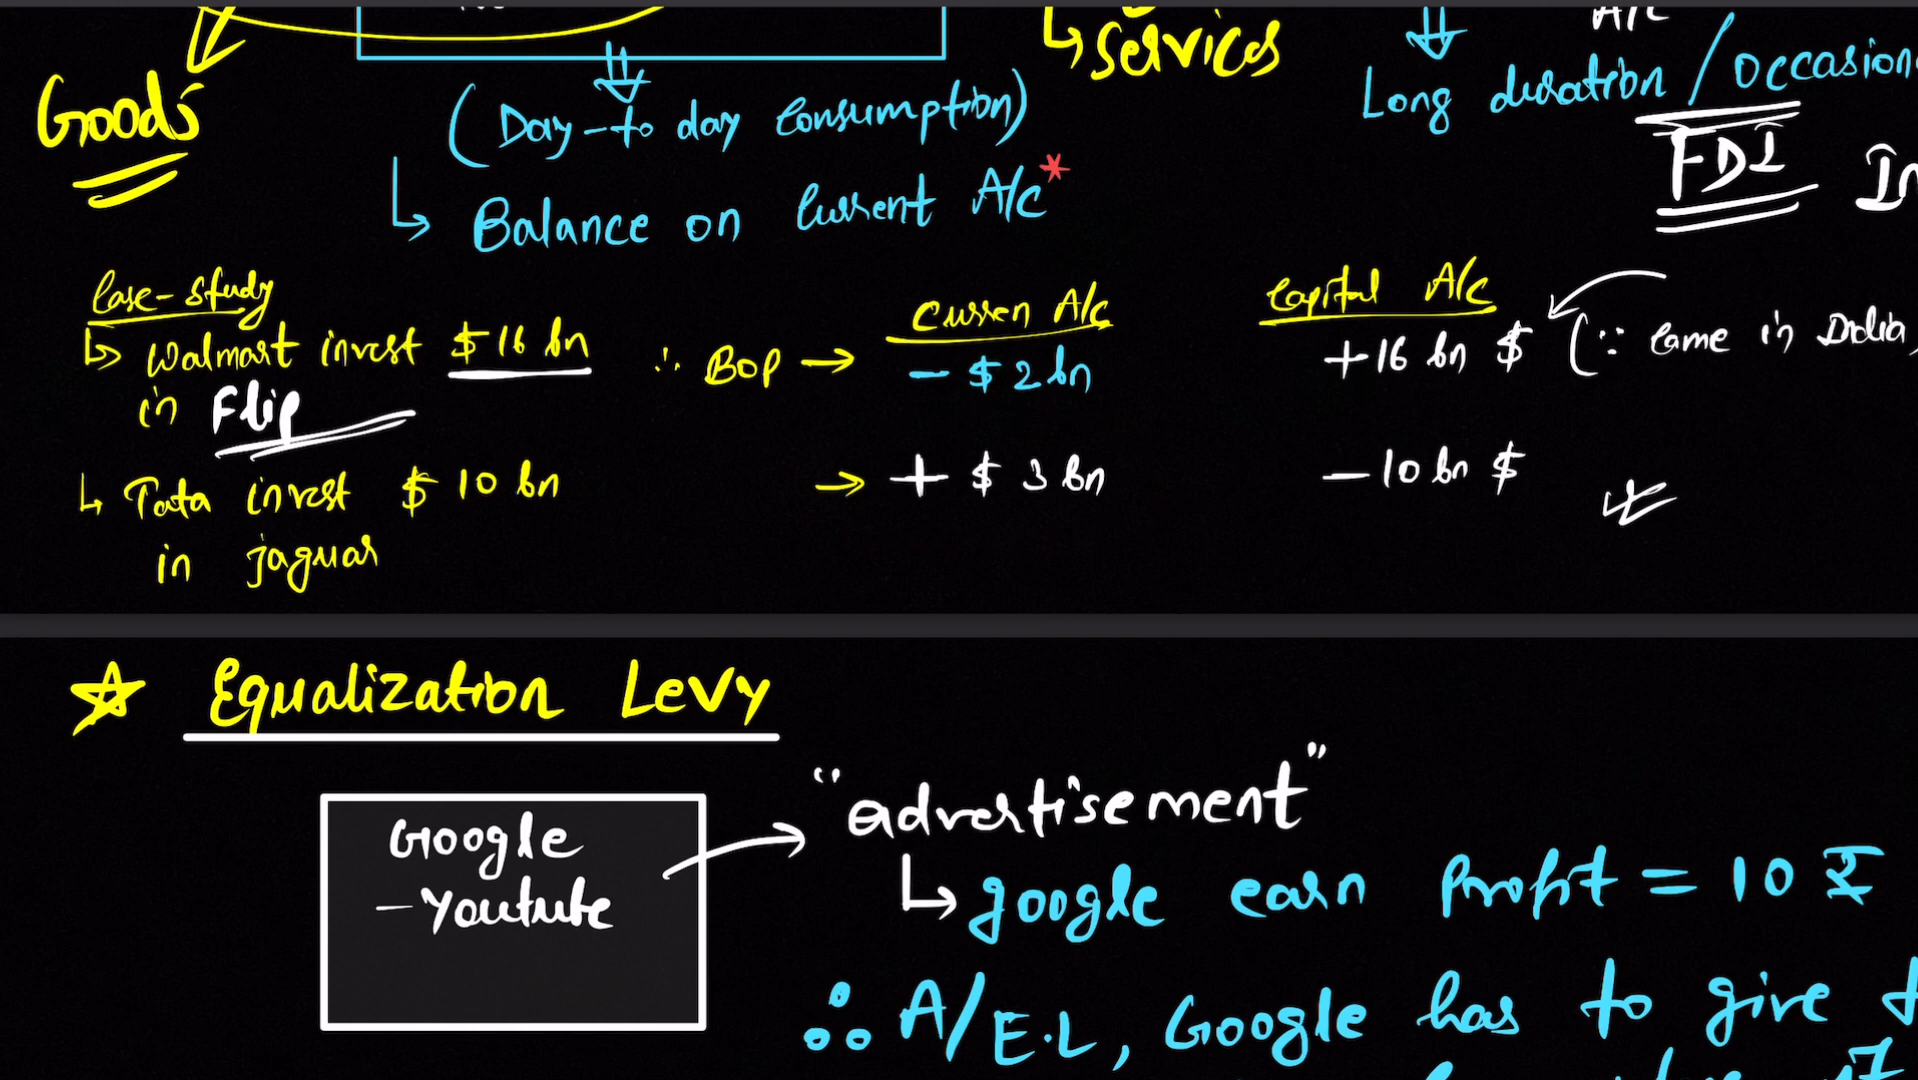 Services
A/C
Goods
(Day-to day Consumption)
Long duration / Occasion
FDI In
Balance on Current A/C*
Case-Study
Walmart invest $16 bn
in Flip
∴ BOP →
Curren A/c
- $2 bn
Capital A/c
+16 bn $ (∵ Came in India,
Tata invest $ 10 bn
in jaguar
→ + $ 3 bn
- 10 bn $
☆ Equalization Levy
Google
- Youtube
"advertisement"
google earn Profit = 10 ₹
∴ A/E.L, Google has to give